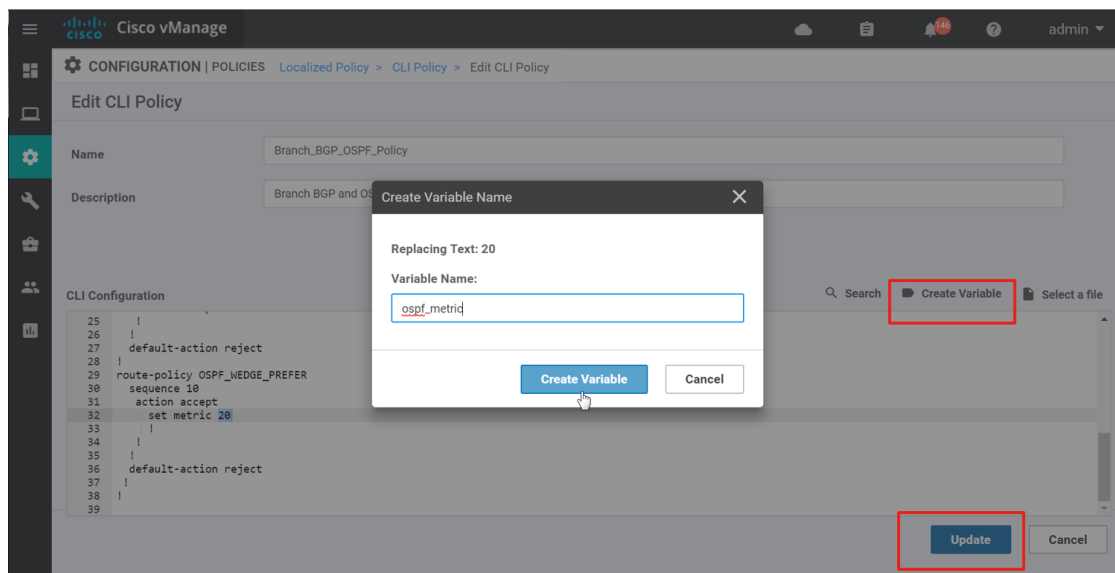 cisco Cisco vManage 146 admin
CONFIGURATION | POLICIES Localized Policy > CLI Policy > Edit CLI Policy
Edit CLI Policy
Name Branch_BGP_OSPF_Policy
Description Branch BGP and OS
Create Variable Name
Replacing Text: 20
Variable Name:
ospf_metric
Create Variable Cancel
CLI Configuration Search Create Variable Select a file
25 !
26 !
27 default-action reject
28 !
29 route-policy OSPF_WEDGE_PREFER
30 sequence 10
31 action accept
32 set metric 20
33 !
34 !
35 !
36 default-action reject
37 !
38 !
39
Update Cancel